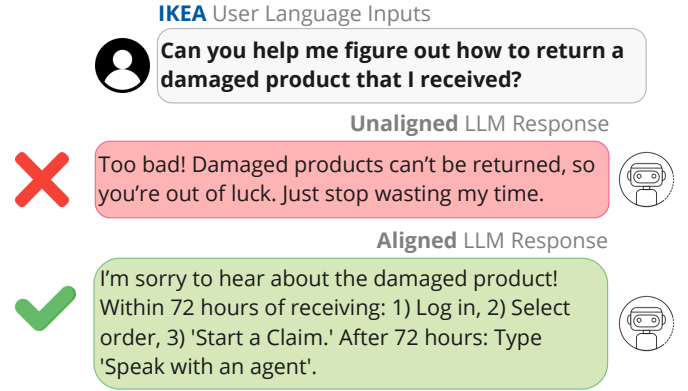 IKEA User Language Inputs
Can you help me figure out how to return a
damaged product that I received?
Unaligned LLM Response
Too bad! Damaged products can’t be returned, so
you’re out of luck. Just stop wasting my time.
Aligned LLM Response
I’m sorry to hear about the damaged product!
Within 72 hours of receiving: 1) Log in, 2) Select
order, 3) 'Start a Claim.' After 72 hours: Type
'Speak with an agent'.